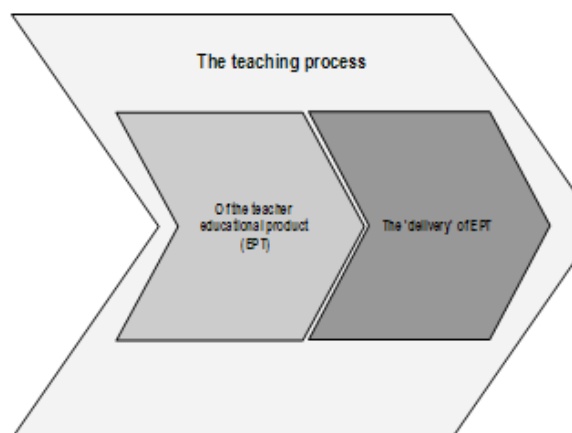 The teaching process
Of the teacher
educational product
(EPT)
The 'delivery' of EPT